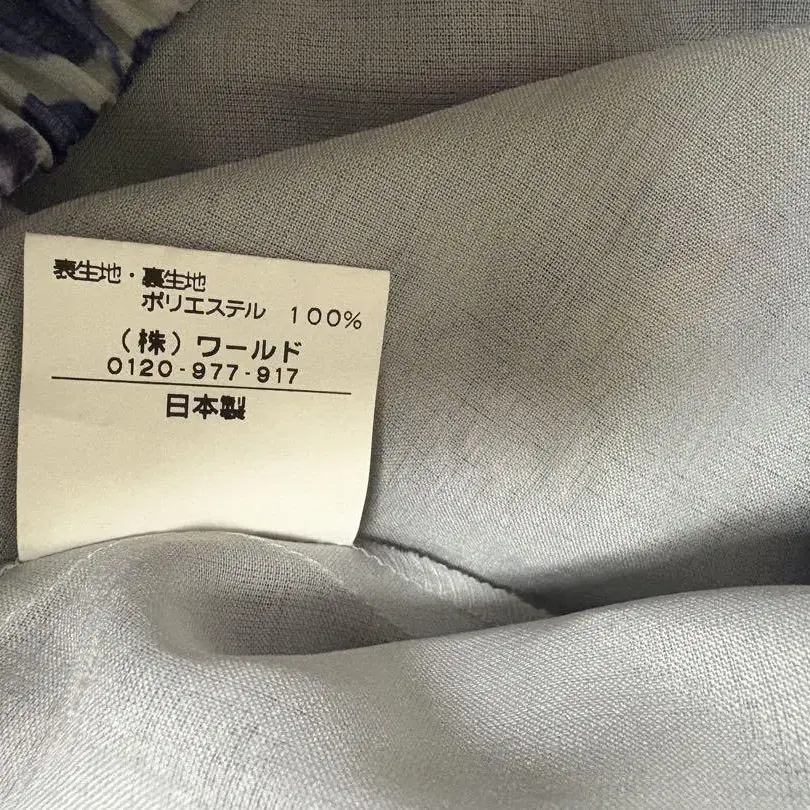 表生地・裏生地
ポリエステル 100%
（株）ワールド
0120-977-917
日本製